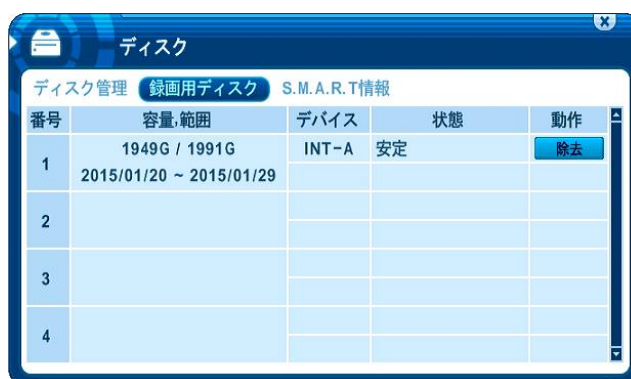 ディスク
ディスク管理 録画用ディスク S.M.A.R.T情報
番号 容量,範囲 デバイス 状態 動作
1 1949G / 1991G INT-A 安定 除去
2015/01/20 ~ 2015/01/29
2
3
4